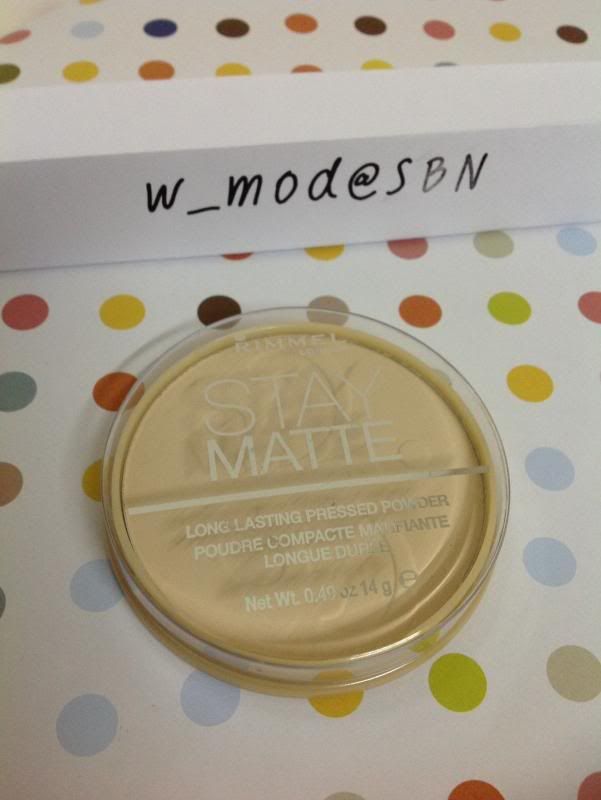 w_mod@SBN
RIMMEL
STAY
MATTE
LONG LASTING PRESSED POWDER
POUDRE COMPACTE MATIFIANTE
LONGUE DURÉE
Net Wt. 0.49 oz 14 g ℮